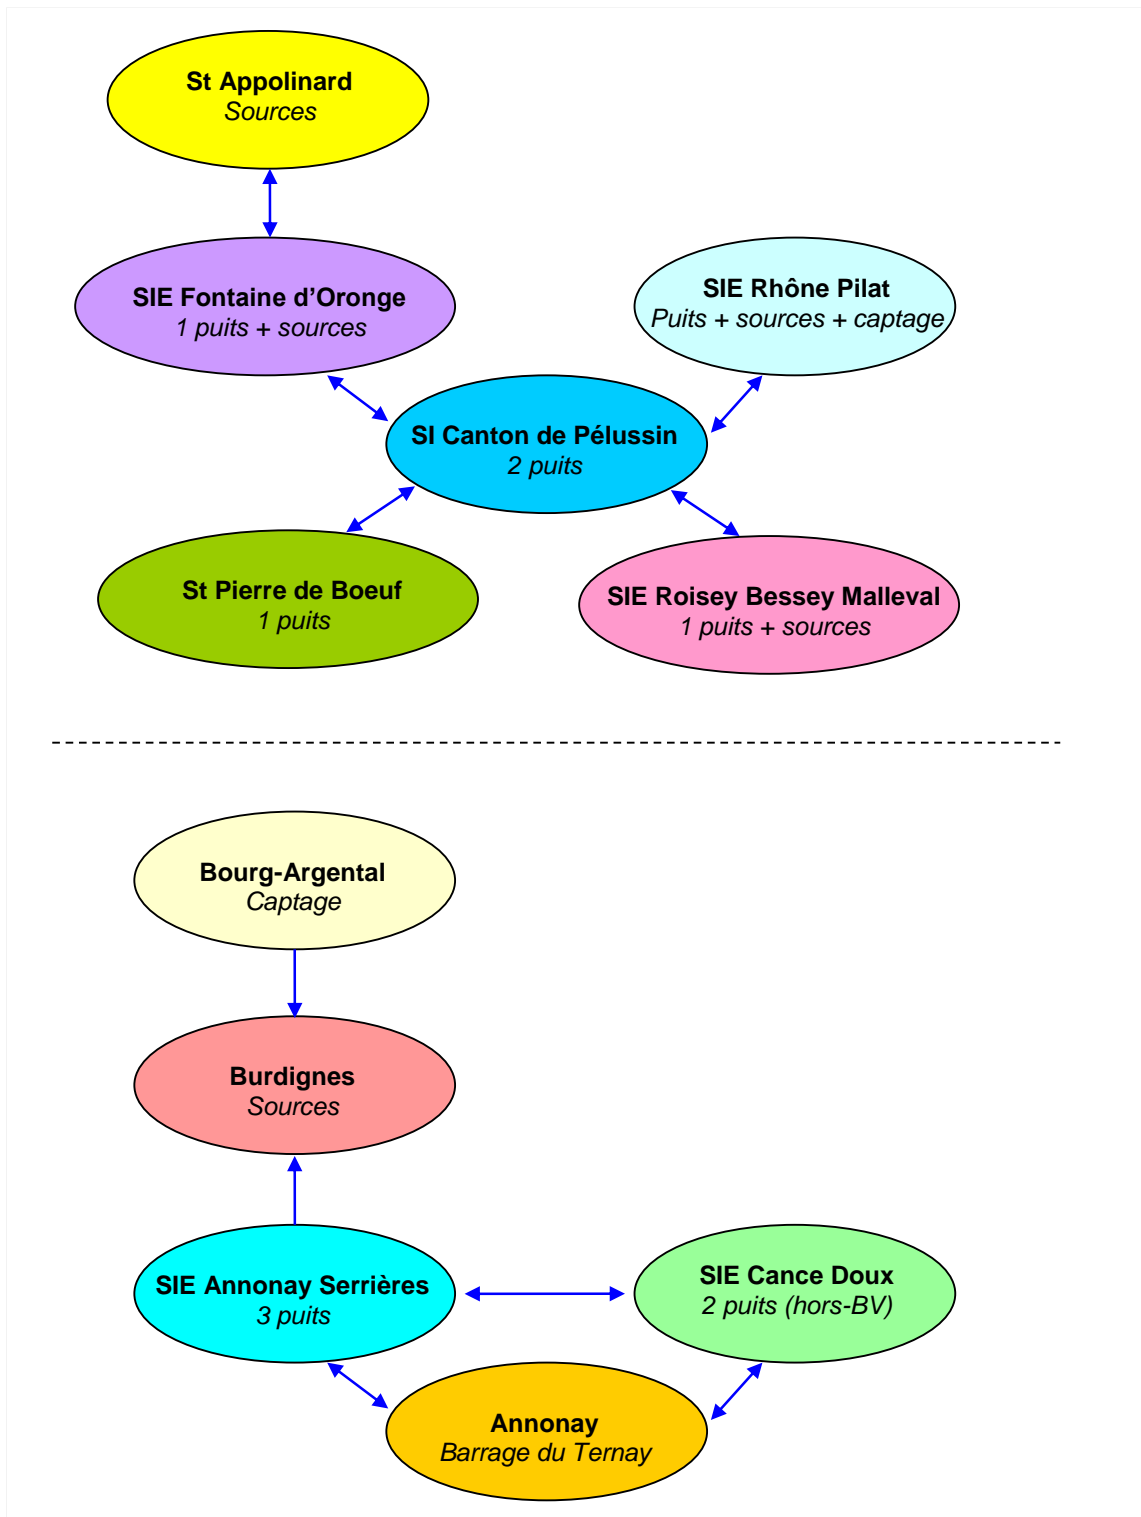 St Appolinard
Sources
SIE Fontaine d’Oronge
1 puits + sources
SIE Rhône Pilat
Puits + sources + captage
SI Canton de Pélussin
2 puits
St Pierre de Boeuf
1 puits
SIE Roisey Bessey Malleval
1 puits + sources
Bourg-Argental
Captage
Burdignes
Sources
SIE Annonay Serrières
3 puits
SIE Cance Doux
2 puits (hors-BV)
Annonay
Barrage du Ternay